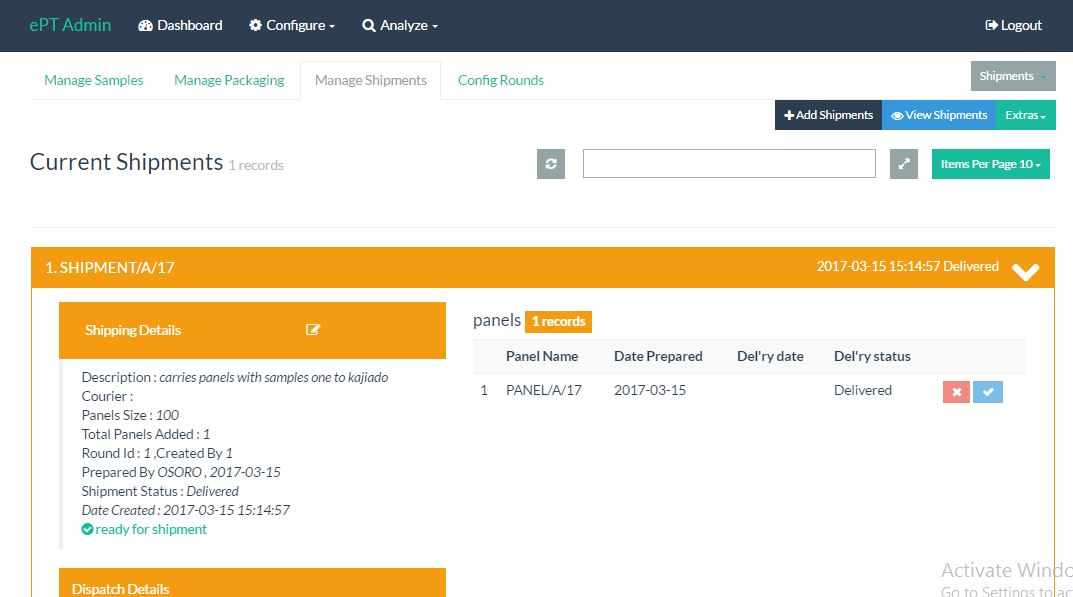 ePT Admin Dashboard Configure Analyze Logout
Manage Samples Manage Packaging Manage Shipments Config Rounds Shipments
Add Shipments View Shipments Extras
Current Shipments 1 records Items Per Page 10
1. SHIPMENT/A/17 2017-03-15 15:14:57 Delivered
Shipping Details
Description : carries panels with samples one to kajiado
Courier :
Panels Size : 100
Total Panels Added : 1
Round Id : 1 ,Created By 1
Prepared By OSORO , 2017-03-15
Shipment Status : Delivered
Date Created : 2017-03-15 15:14:57
ready for shipment
Dispatch Details
panels 1 records
Panel Name Date Prepared Del'ry date Del'ry status
1 PANEL/A/17 2017-03-15 Delivered
Activate Windo
Go to Settings to ac